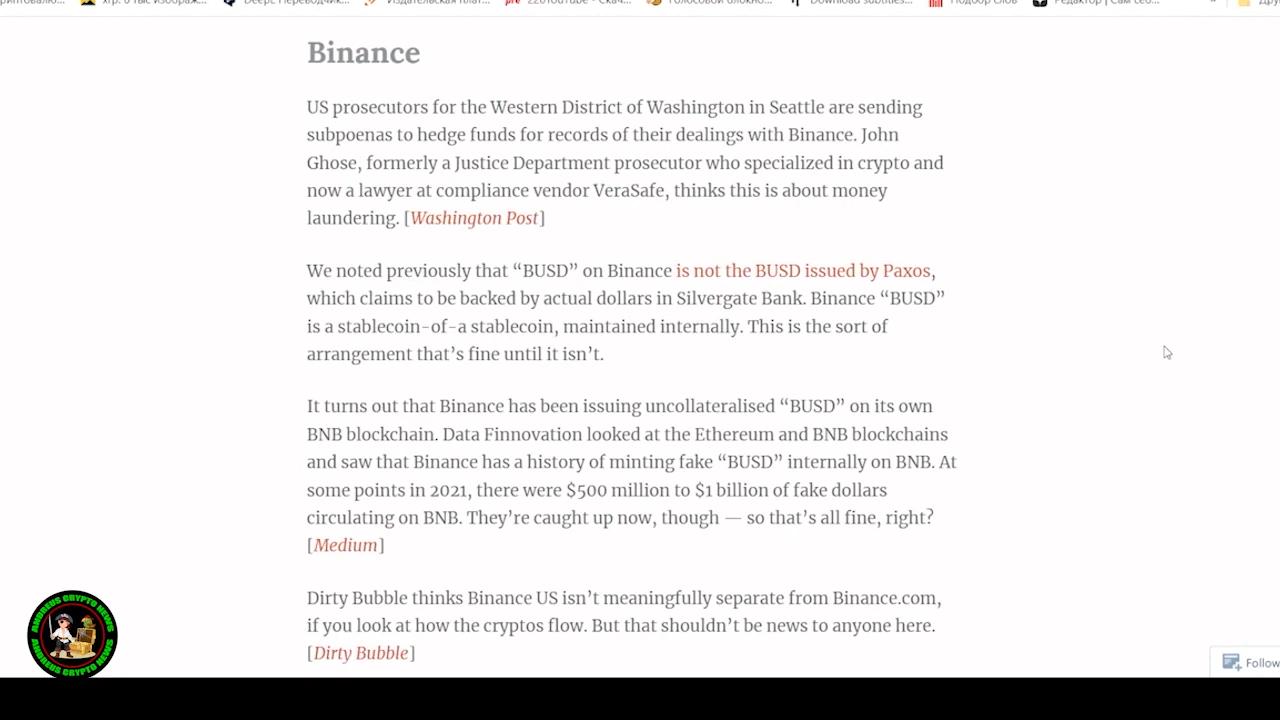 Binance
US prosecutors for the Western District of Washington in Seattle are sending
subpoenas to hedge funds for records of their dealings with Binance. John
Ghose, formerly a Justice Department prosecutor who specialized in crypto and
now a lawyer at compliance vendor VeraSafe, thinks this is about money
laundering. [Washington Post]
We noted previously that “BUSD” on Binance is not the BUSD issued by Paxos,
which claims to be backed by actual dollars in Silvergate Bank. Binance “BUSD”
is a stablecoin-of-a stablecoin, maintained internally. This is the sort of
arrangement that’s fine until it isn’t.
It turns out that Binance has been issuing uncollateralised “BUSD” on its own
BNB blockchain. Data Finnovation looked at the Ethereum and BNB blockchains
and saw that Binance has a history of minting fake “BUSD” internally on BNB. At
some points in 2021, there were $500 million to $1 billion of fake dollars
circulating on BNB. They’re caught up now, though — so that’s all fine, right?
[Medium]
Dirty Bubble thinks Binance US isn’t meaningfully separate from Binance.com,
if you look at how the cryptos flow. But that shouldn’t be news to anyone here.
[Dirty Bubble]
ANDREUS CRYPTO NEWS
ANDREUS CRYPTO NEWS
Follow